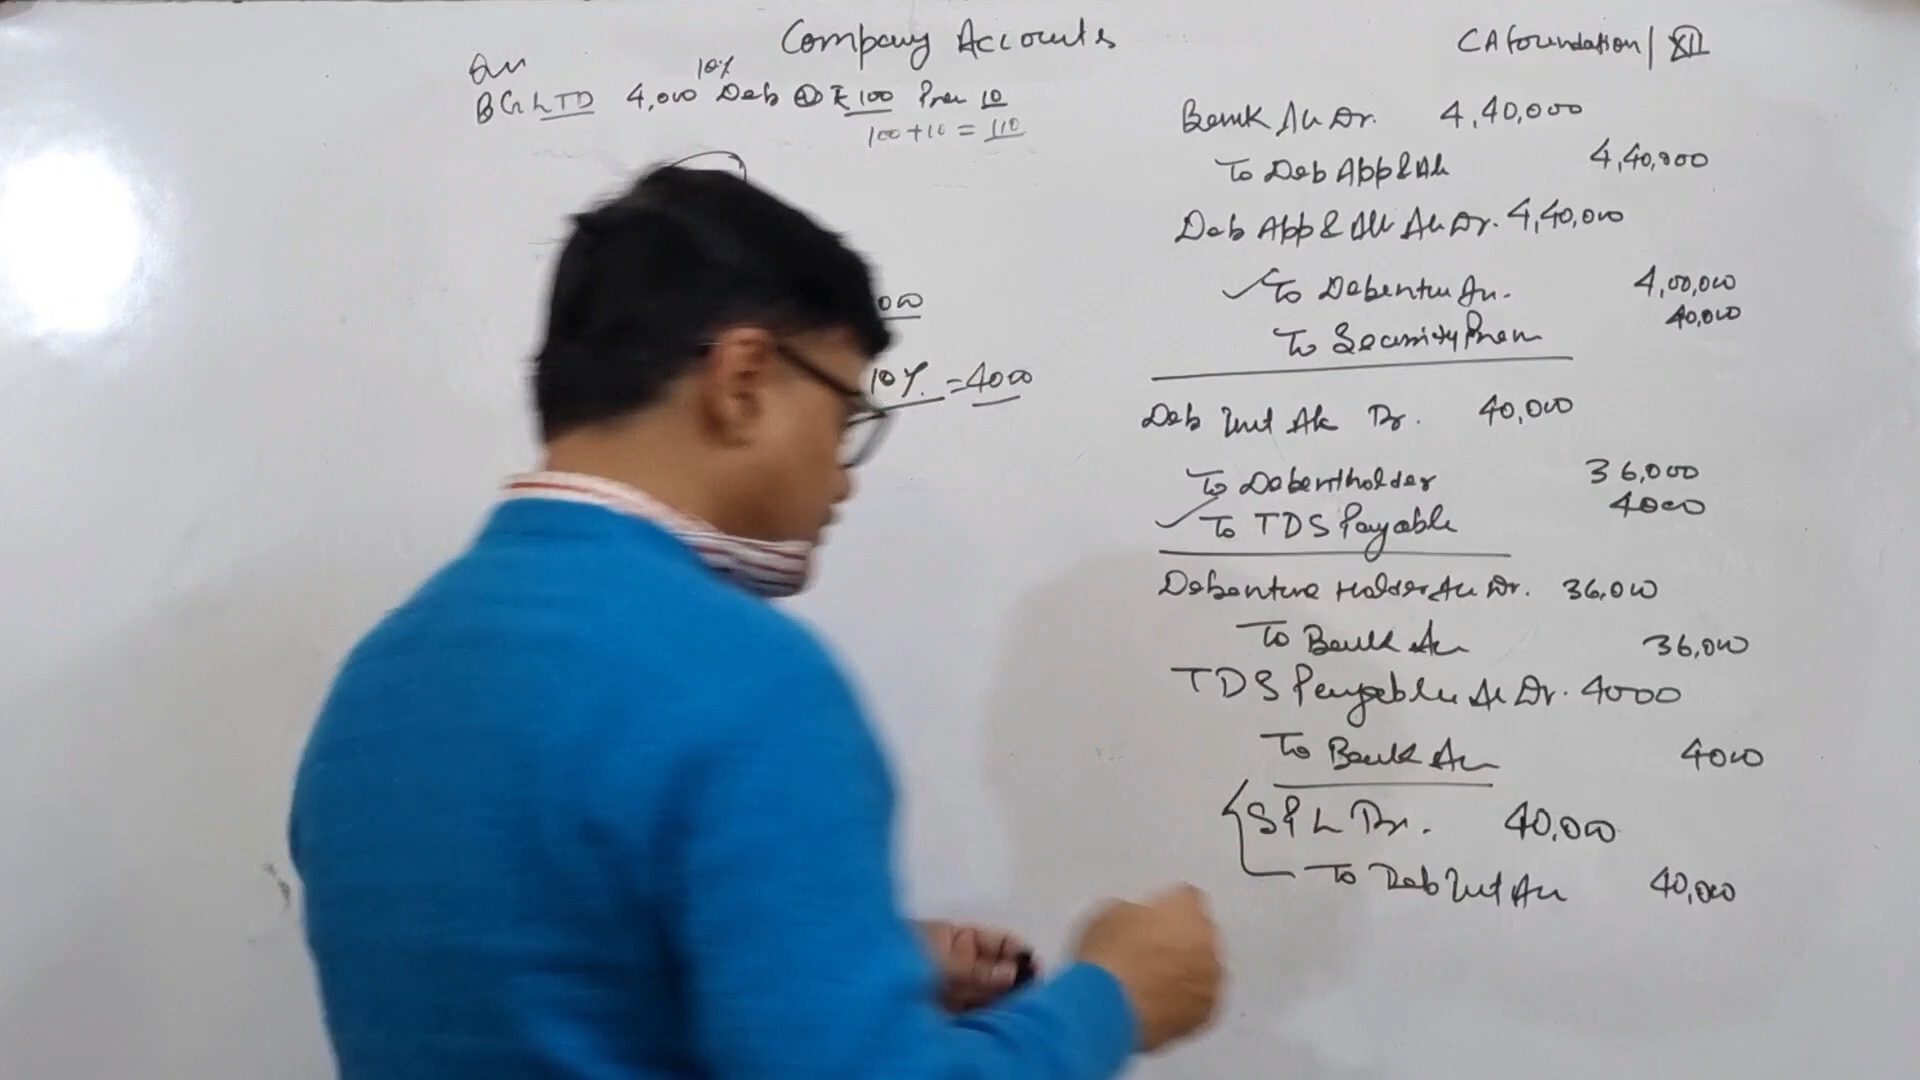 Company Accounts
CA foundation / XII
Qn
10%
BG LTD 4,000 Deb @ ₹ 100 Prem 10
100 + 10 = 110
000
10% = 4000
Bank A/c Dr. 4,40,000
To Deb App & All 4,40,000
Deb App & All A/c Dr. 4,40,000
To Debenture A/c. 4,00,000
To Security Prem 40,000
Deb Int A/c Dr. 40,000
To Debentholder 36,000
To TDS Payable 4000
Debenture Holder A/c Dr. 36,000
To Bank A/c 36,000
TDS Payable A/c Dr. 4000
To Bank A/c 4000
S P L Dr. 40,000
To Deb Int A/c 40,000